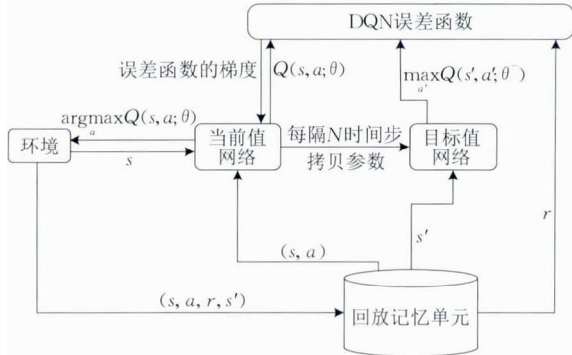 DQN误差函数
误差函数的梯度
Q(s,a;θ)
max Q(s′,a′;θ⁻)
a′
argmax Q(s,a;θ)
a
环境
s
当前值
网络
每隔N时间步
拷贝参数
目标值
网络
r
(s,a)
s′
(s,a,r,s′)
回放记忆单元